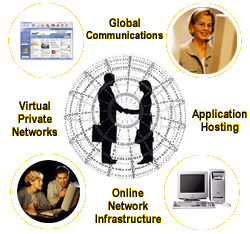 Global
Communications
Virtual
Private
Networks
Application
Hosting
Online
Network
Infrastructure